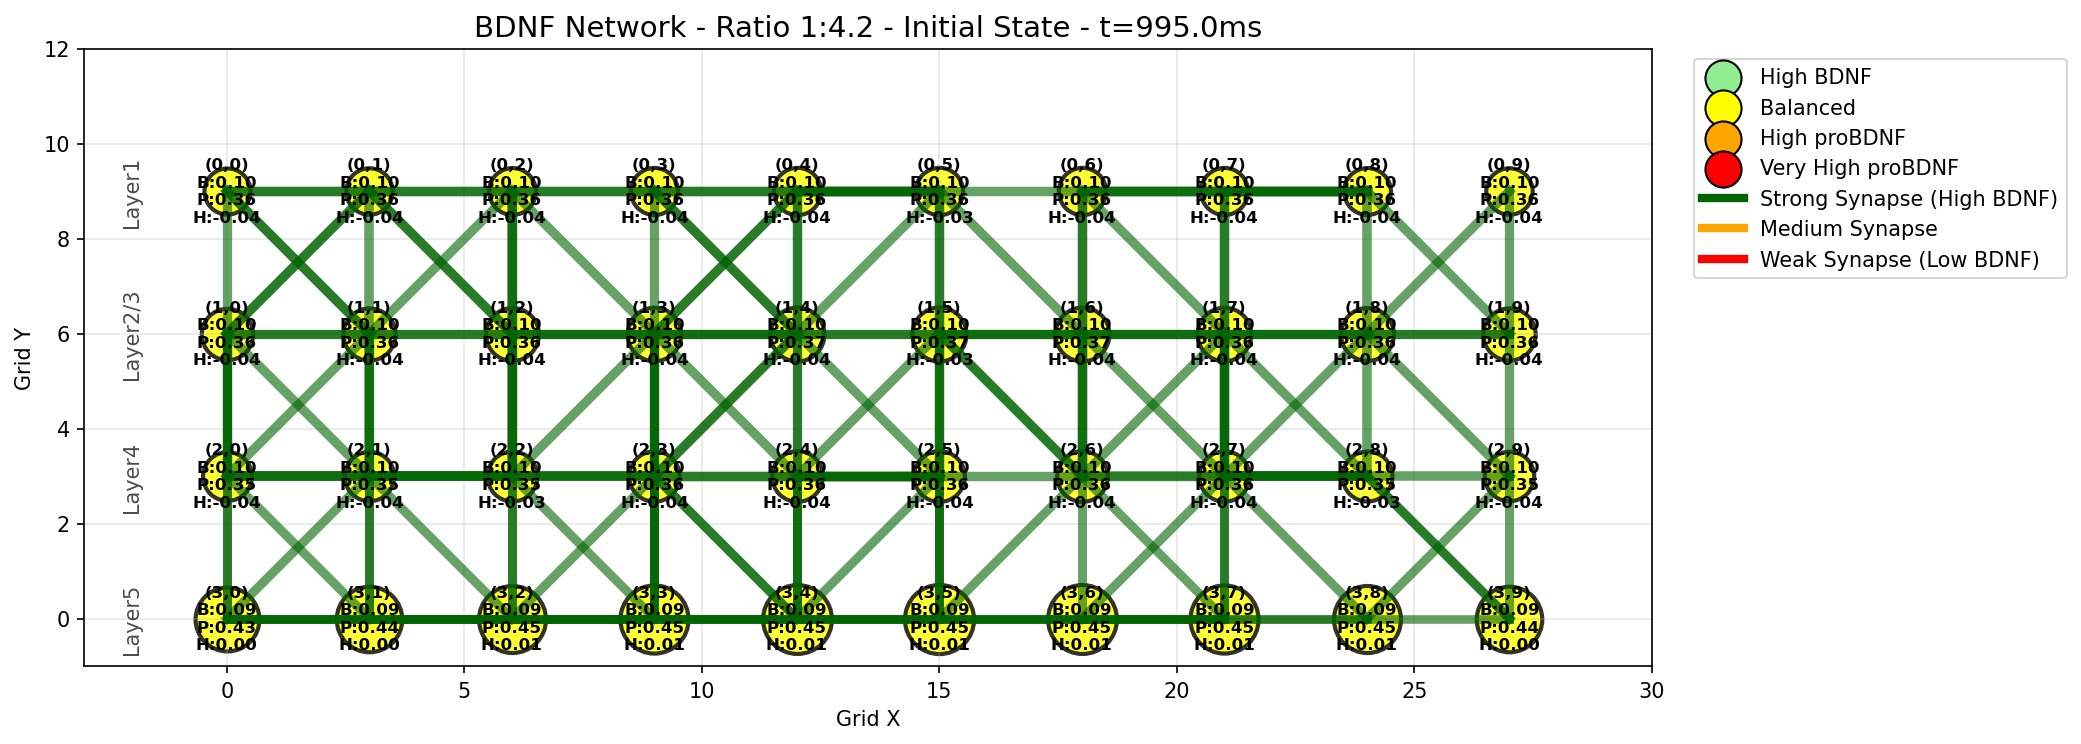 BDNF Network - Ratio 1:4.2 - Initial State - t=995.0ms
12
10
8
6
4
2
0
Grid Y
Layer1
Layer2/3
Layer4
Layer5
(0,0)
B:0.10
P:0.36
H:-0.04
(0,1)
B:0.10
P:0.36
H:-0.04
(0,2)
B:0.10
P:0.36
H:-0.04
(0,3)
B:0.10
P:0.36
H:-0.04
(0,4)
B:0.10
P:0.36
H:-0.04
(0,5)
B:0.10
P:0.36
H:-0.03
(0,6)
B:0.10
P:0.36
H:-0.04
(0,7)
B:0.10
P:0.36
H:-0.04
(0,8)
B:0.10
P:0.36
H:-0.04
(0,9)
B:0.10
P:0.36
H:-0.04
(1,0)
B:0.10
P:0.36
H:-0.04
(1,1)
B:0.10
P:0.36
H:-0.04
(1,2)
B:0.10
P:0.36
H:-0.04
(1,3)
B:0.10
P:0.36
H:-0.04
(1,4)
B:0.10
P:0.37
H:-0.04
(1,5)
B:0.10
P:0.37
H:-0.03
(1,6)
B:0.10
P:0.37
H:-0.04
(1,7)
B:0.10
P:0.36
H:-0.04
(1,8)
B:0.10
P:0.36
H:-0.04
(1,9)
B:0.10
P:0.36
H:-0.04
(2,0)
B:0.10
P:0.35
H:-0.04
(2,1)
B:0.10
P:0.35
H:-0.04
(2,2)
B:0.10
P:0.35
H:-0.03
(2,3)
B:0.10
P:0.36
H:-0.04
(2,4)
B:0.10
P:0.36
H:-0.04
(2,5)
B:0.10
P:0.36
H:-0.04
(2,6)
B:0.10
P:0.36
H:-0.04
(2,7)
B:0.10
P:0.36
H:-0.04
(2,8)
B:0.10
P:0.35
H:-0.03
(2,9)
B:0.10
P:0.35
H:-0.04
(3,0)
B:0.09
P:0.43
H:0.00
(3,1)
B:0.09
P:0.44
H:0.00
(3,2)
B:0.09
P:0.45
H:0.01
(3,3)
B:0.09
P:0.45
H:0.01
(3,4)
B:0.09
P:0.45
H:0.01
(3,5)
B:0.09
P:0.45
H:0.01
(3,6)
B:0.09
P:0.45
H:0.01
(3,7)
B:0.09
P:0.45
H:0.01
(3,8)
B:0.09
P:0.45
H:0.01
(3,9)
B:0.09
P:0.44
H:0.00
0 5 10 15 20 25 30
Grid X
High BDNF
Balanced
High proBDNF
Very High proBDNF
Strong Synapse (High BDNF)
Medium Synapse
Weak Synapse (Low BDNF)